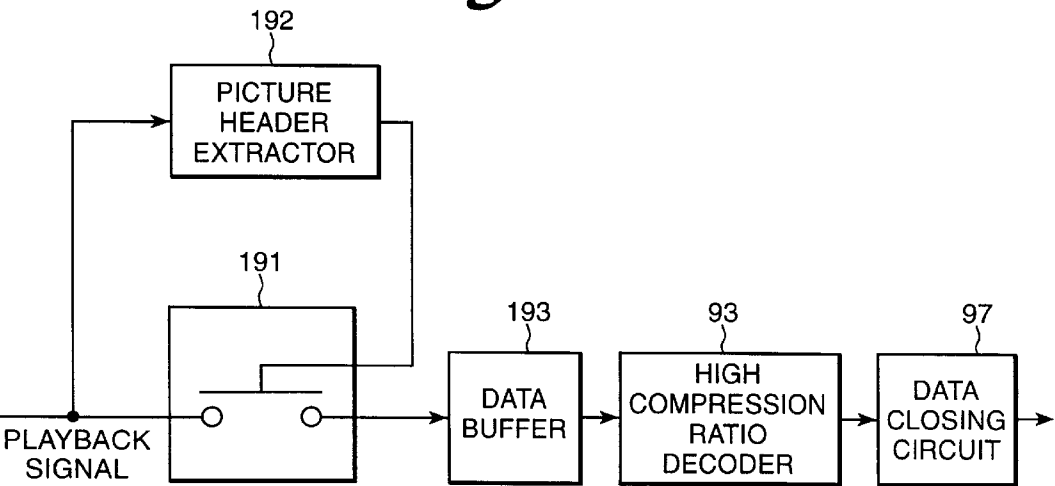 192
PICTURE
HEADER
EXTRACTOR
191
PLAYBACK
SIGNAL
193
DATA
BUFFER
93
HIGH
COMPRESSION
RATIO
DECODER
97
DATA
CLOSING
CIRCUIT